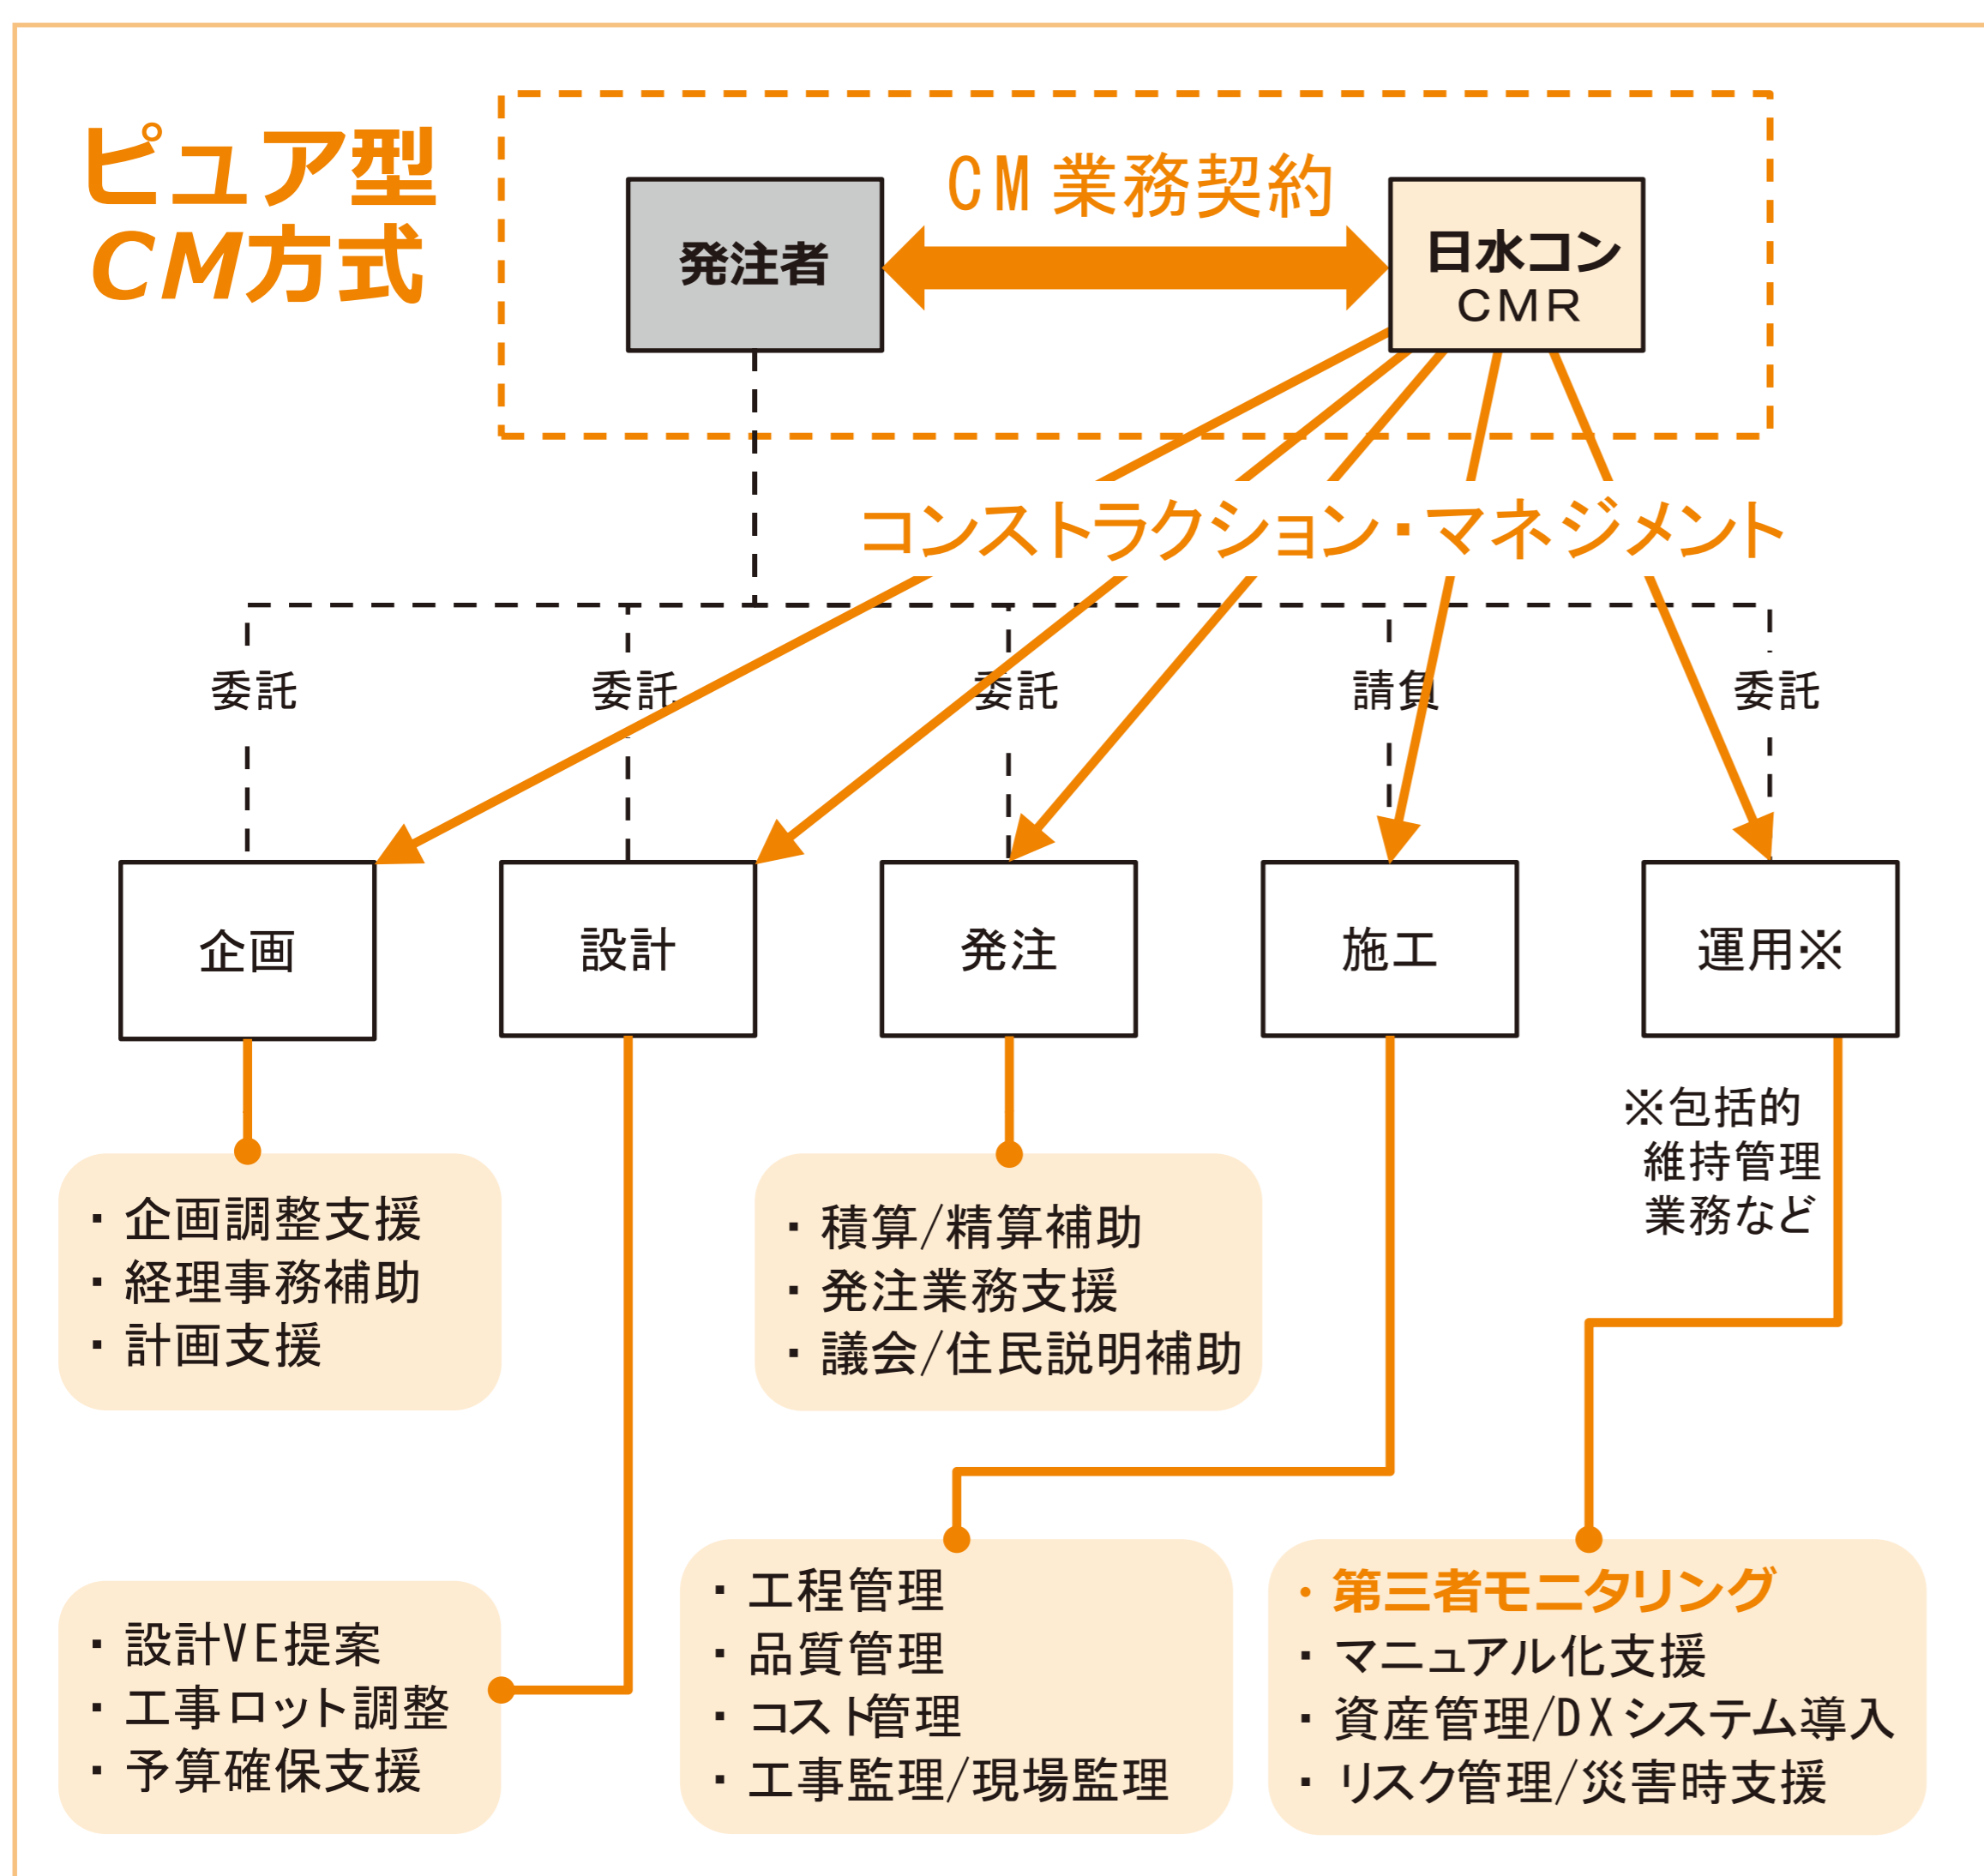 ピュア型
CM方式
CM業務契約
発注者
日水コン
CMR
コンストラクション・マネジメント
委託
委託
委託
請負
委託
企画
設計
発注
施工
運用※
※包括的
維持管理
業務など
・企画調整支援
・経理事務補助
・計画支援
・積算/精算補助
・発注業務支援
・議会/住民説明補助
・設計VE提案
・工事ロット調整
・予算確保支援
・工程管理
・品質管理
・コスト管理
・工事監理/現場監理
・第三者モニタリング
・マニュアル化支援
・資産管理/DXシステム導入
・リスク管理/災害時支援